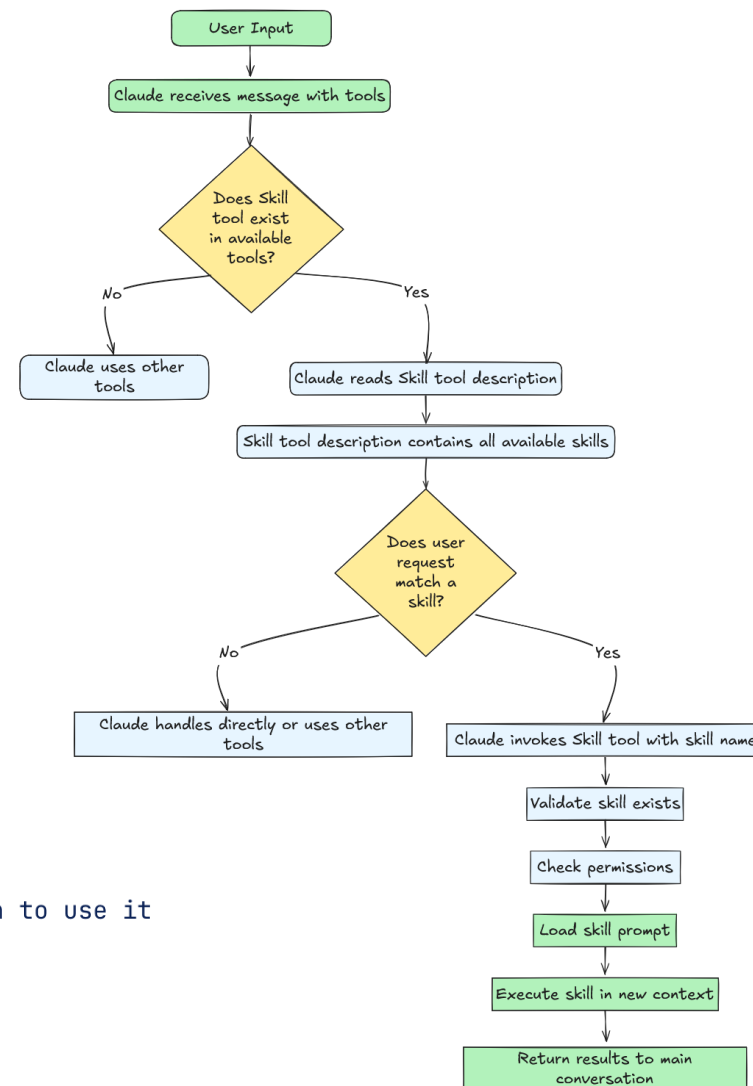 User Input
Claude receives message with tools
Does Skill
tool exist
in available
tools?
No
Yes
Claude uses other
tools
Claude reads Skill tool description
Skill tool description contains all available skills
Does user
request
match a
skill?
No
Yes
Claude handles directly or uses other
tools
Claude invokes Skill tool with skill name
Validate skill exists
Check permissions
to use it
Load skill prompt
Execute skill in new context
Return results to main
conversation